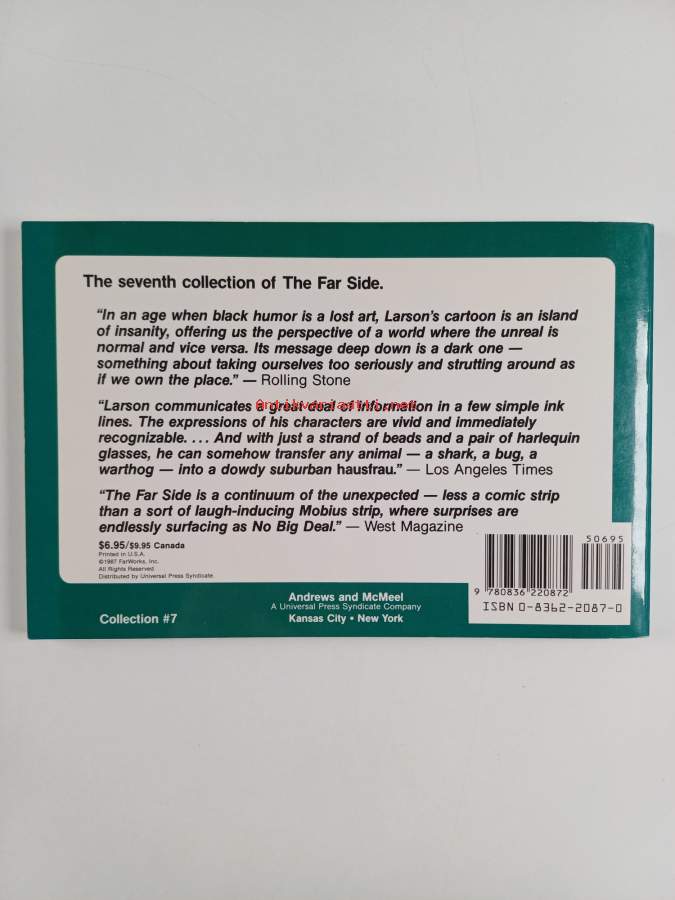 The seventh collection of The Far Side.
“In an age when black humor is a lost art, Larson’s cartoon is an island
of insanity, offering us the perspective of a world where the unreal is
normal and vice versa. Its message deep down is a dark one —
something about taking ourselves too seriously and strutting around as
if we own the place.” — Rolling Stone
Antikvariaatti.net
“Larson communicates a great deal of information in a few simple ink
lines. The expressions of his characters are vivid and immediately
recognizable. . . . And with just a strand of beads and a pair of harlequin
glasses, he can somehow transfer any animal — a shark, a bug, a
warthog — into a dowdy suburban hausfrau.” — Los Angeles Times
“The Far Side is a continuum of the unexpected — less a comic strip
than a sort of laugh-inducing Mobius strip, where surprises are
endlessly surfacing as No Big Deal.” — West Magazine
$6.95/$9.95 Canada
Printed in U.S.A.
©1987 FarWorks, Inc.
All Rights Reserved.
Distributed by Universal Press Syndicate.
50695
9 780836 220872
ISBN 0-8362-2087-0
Andrews and McMeel
A Universal Press Syndicate Company
Kansas City • New York
Collection #7